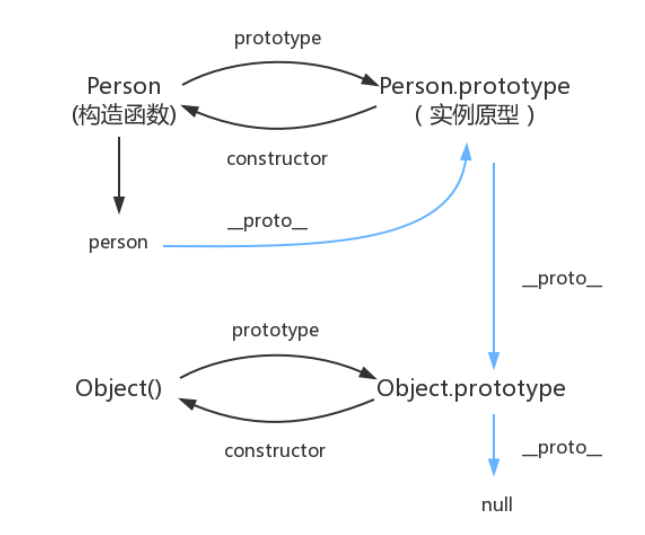 prototype
Person
Person.prototype
(构造函数)
（实例原型）
constructor
__proto__
person
__proto__
prototype
Object()
Object.prototype
constructor
__proto__
null